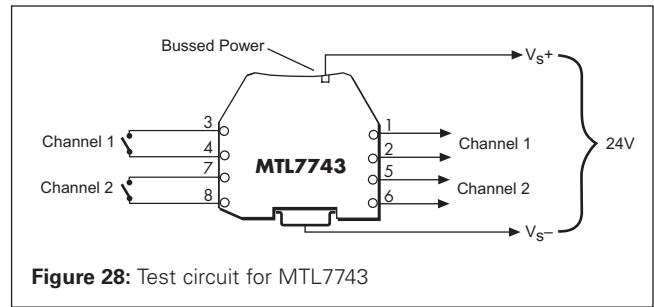 Bussed Power
Vs+
3
1
Channel 1
4
2
Channel 1
MTL7743
24V
7
5
Channel 2
8
6
Channel 2
Vs–
Figure 28: Test circuit for MTL7743